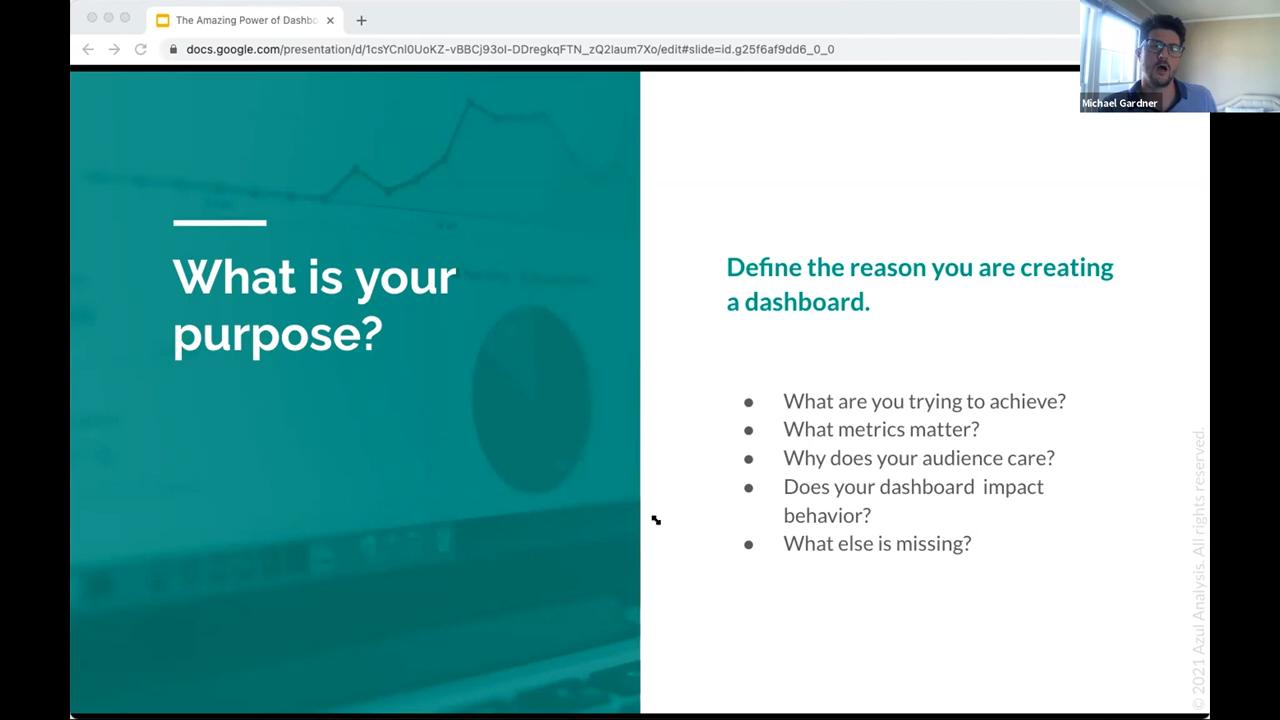 The Amazing Power of Dashbo
docs.google.com/presentation/d/1csYCnl0UoKZ-vBBCj93oI-DDregkqFTN_zQ2laum7Xo/edit#slide=id.g25f6af9dd6_0_0
Michael Gardner
What is your
purpose?
Define the reason you are creating
a dashboard.
● What are you trying to achieve?
● What metrics matter?
● Why does your audience care?
● Does your dashboard impact
behavior?
● What else is missing?
© 2021 Azul Analysis. All rights reserved.